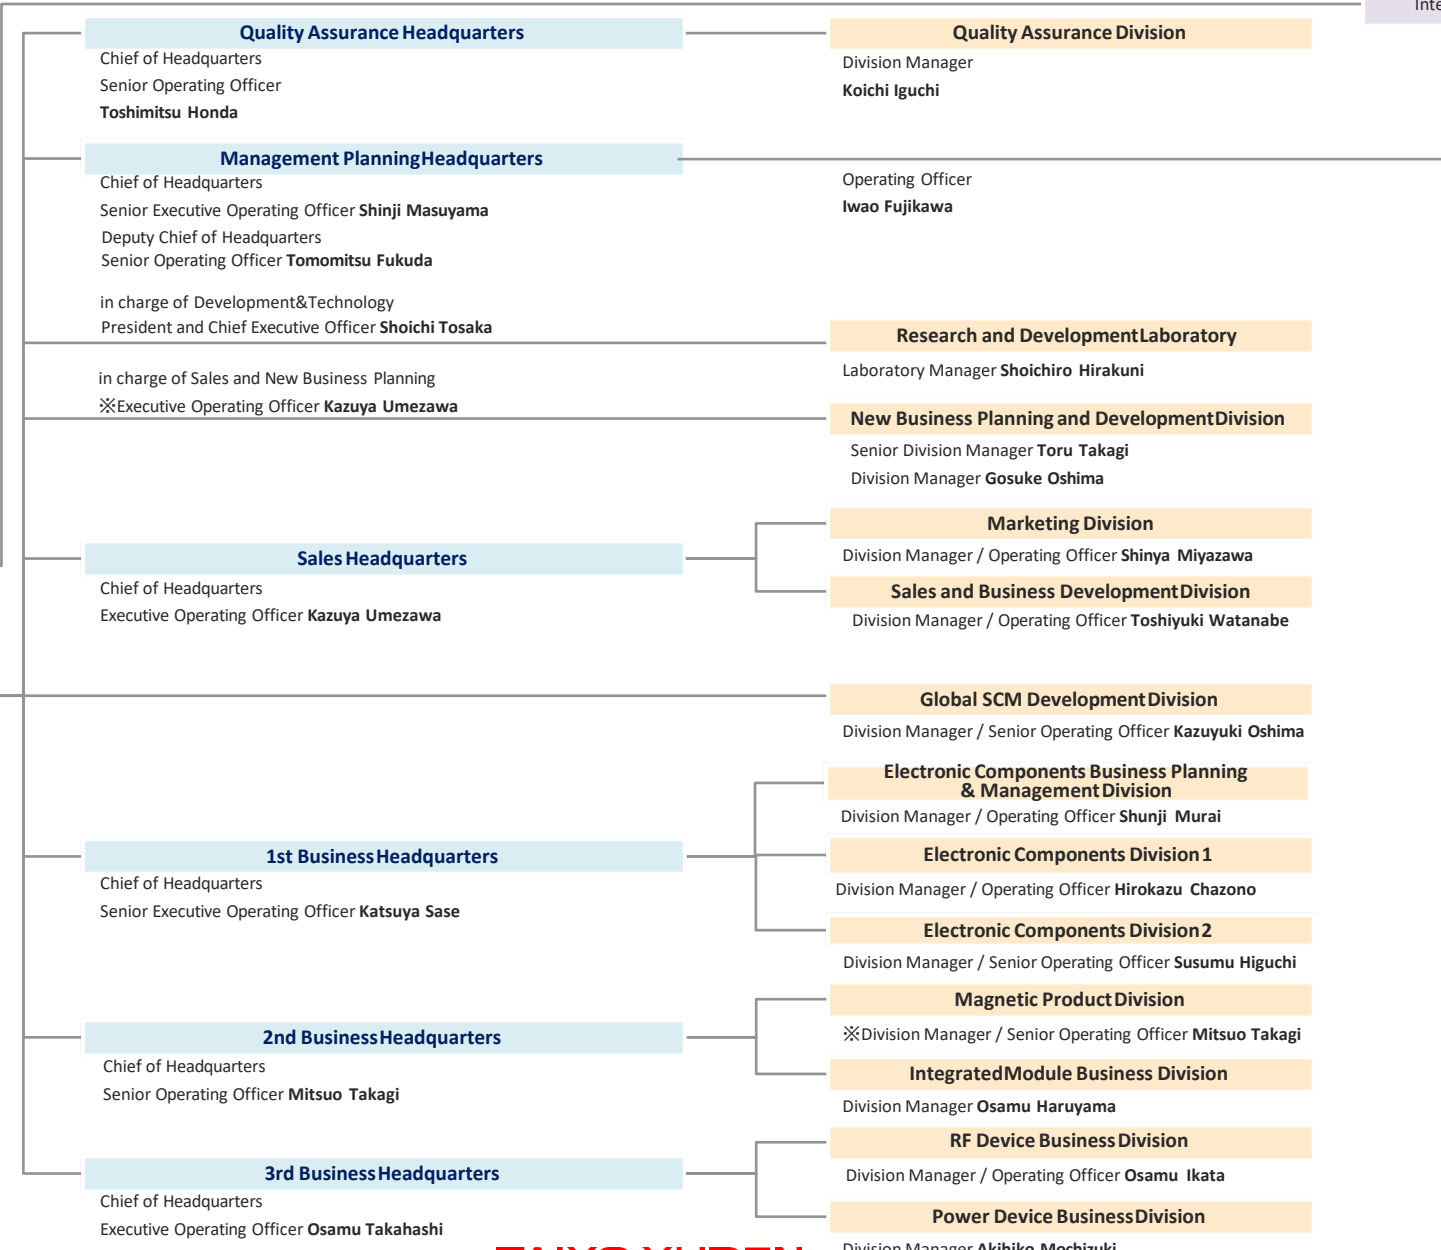 Inte
Quality Assurance Headquarters
Chief of Headquarters
Senior Operating Officer
Toshimitsu Honda
Quality Assurance Division
Division Manager
Koichi Iguchi
Management Planning Headquarters
Chief of Headquarters
Senior Executive Operating Officer Shinji Masuyama
Deputy Chief of Headquarters
Senior Operating Officer Tomomitsu Fukuda
Operating Officer
Iwao Fujikawa
in charge of Development&Technology
President and Chief Executive Officer Shoichi Tosaka
Research and Development Laboratory
Laboratory Manager Shoichiro Hirakuni
in charge of Sales and New Business Planning
※Executive Operating Officer Kazuya Umezawa
New Business Planning and Development Division
Senior Division Manager Toru Takagi
Division Manager Gosuke Oshima
Sales Headquarters
Chief of Headquarters
Executive Operating Officer Kazuya Umezawa
Marketing Division
Division Manager / Operating Officer Shinya Miyazawa
Sales and Business Development Division
Division Manager / Operating Officer Toshiyuki Watanabe
Global SCM Development Division
Division Manager / Senior Operating Officer Kazuyuki Oshima
1st Business Headquarters
Chief of Headquarters
Senior Executive Operating Officer Katsuya Sase
Electronic Components Business Planning
& Management Division
Division Manager / Operating Officer Shunji Murai
Electronic Components Division 1
Division Manager / Operating Officer Hirokazu Chazono
Electronic Components Division 2
Division Manager / Senior Operating Officer Susumu Higuchi
2nd Business Headquarters
Chief of Headquarters
Senior Operating Officer Mitsuo Takagi
Magnetic Product Division
※Division Manager / Senior Operating Officer Mitsuo Takagi
Integrated Module Business Division
Division Manager Osamu Haruyama
3rd Business Headquarters
Chief of Headquarters
Executive Operating Officer Osamu Takahashi
RF Device Business Division
Division Manager / Operating Officer Osamu Ikata
Power Device Business Division
Division Manager Akihiko Mochizuki
TAIYO YUDEN